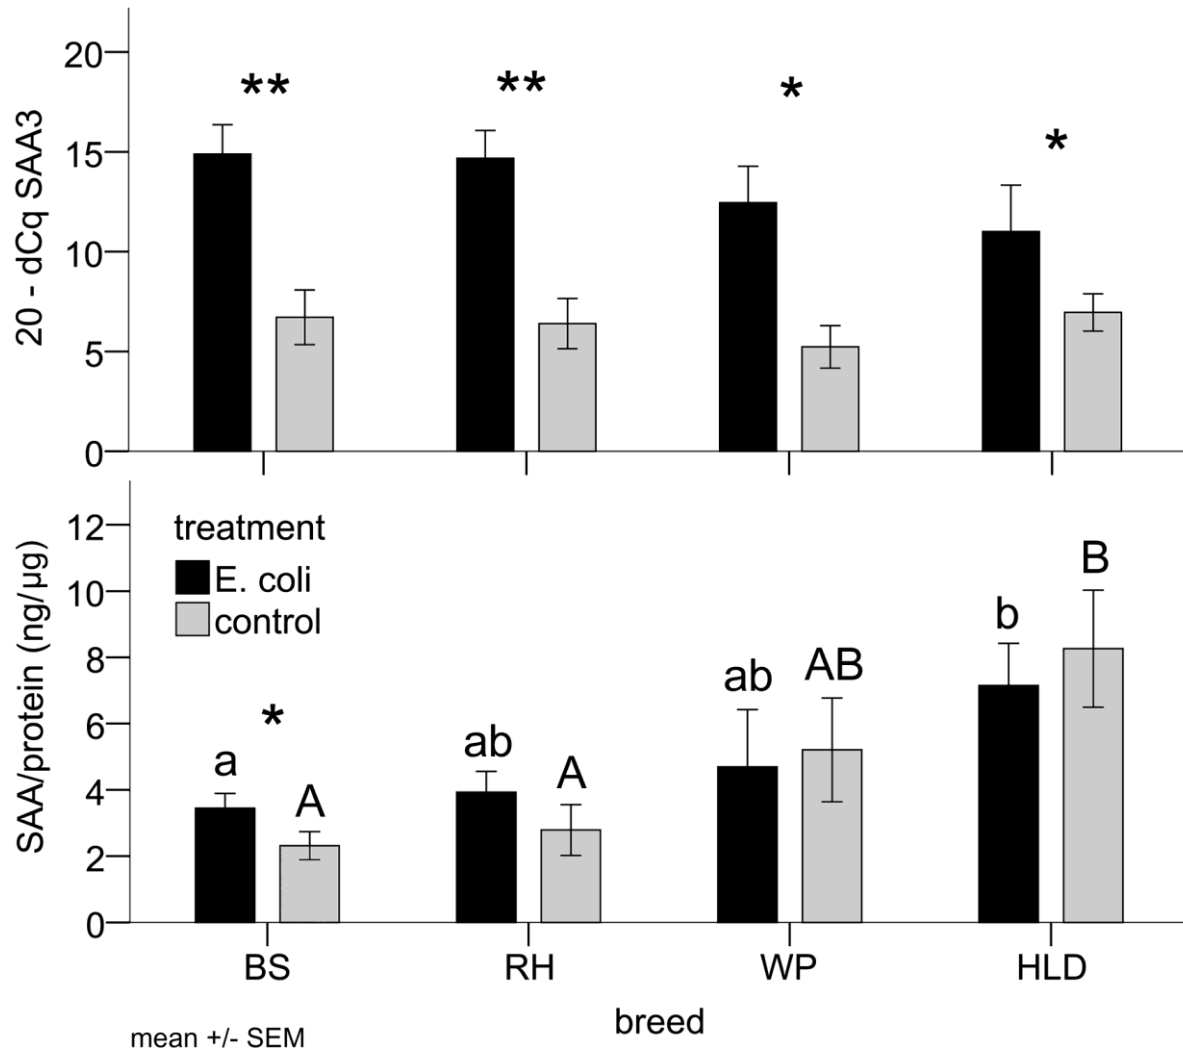 20 - dCq SAA3
20
15
10
5
0
** ** * *
SAA/protein (ng/µg)
12
10
8
6
4
2
0
treatment
E. coli
control
*
a A ab A ab AB b B
BS RH WP HLD
breed
mean +/- SEM